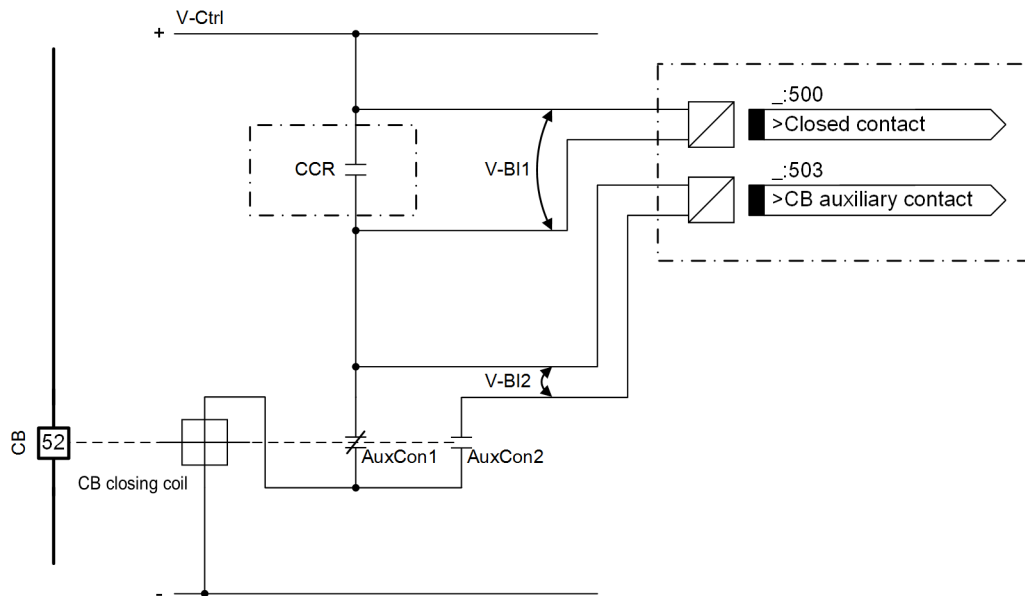 V-Ctrl
+
_:500
>Closed contact
CCR
V-BI1
_:503
>CB auxiliary contact
V-BI2
CB
52
AuxCon1
AuxCon2
CB closing coil
-